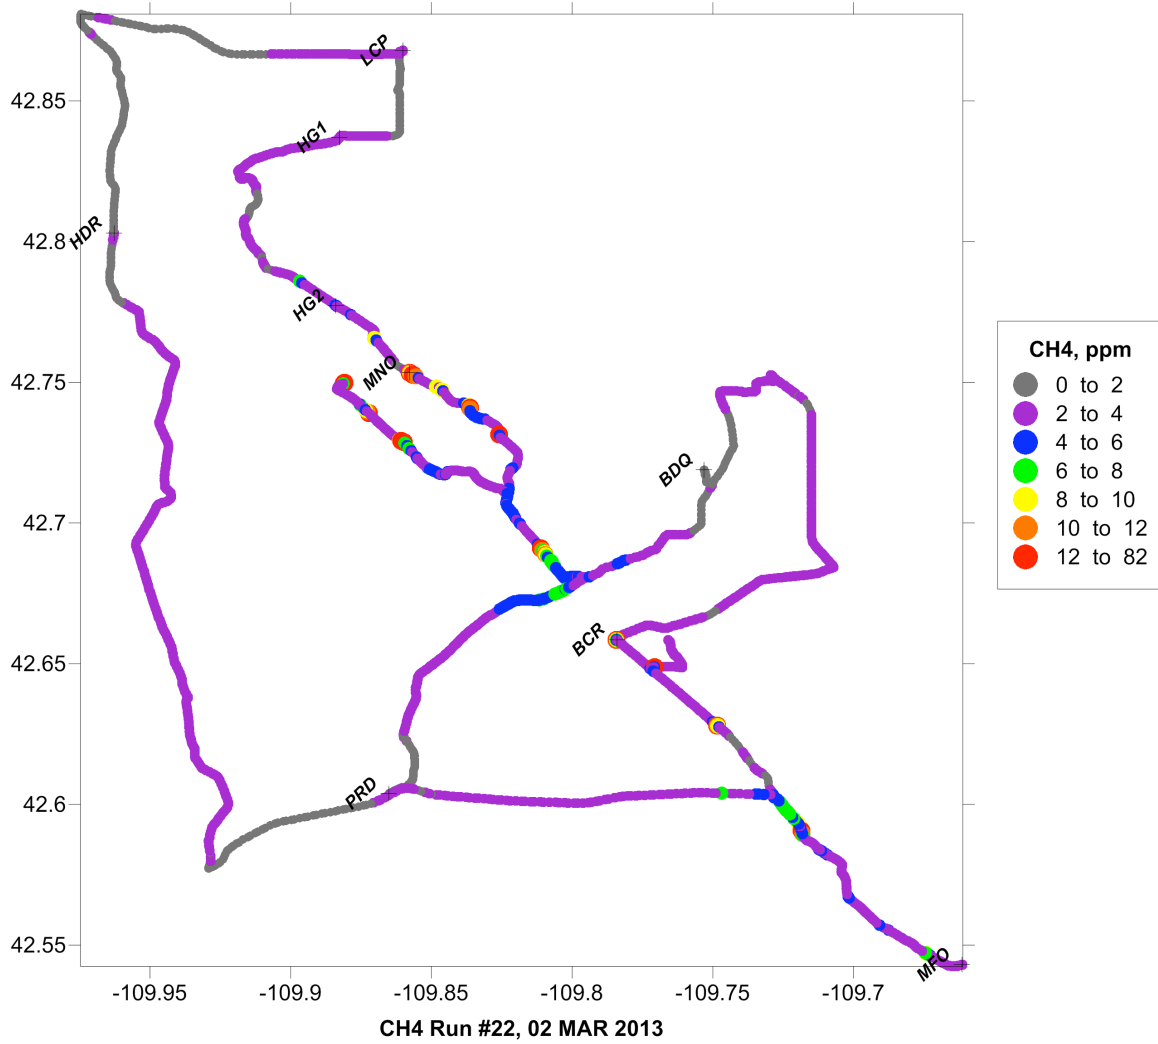 LCP
42.85
HG1
HDR
42.8
HG2
CH4, ppm
0 to 2
MNO
42.75
2 to 4
4 to 6
BDQ
6 to 8
8 to 10
42.7
10 to 12
12 to 82
BCR
42.65
PRD
42.6
42.55
MFO
-109.95 -109.9 -109.85 -109.8 -109.75 -109.7
CH4 Run #22, 02 MAR 2013